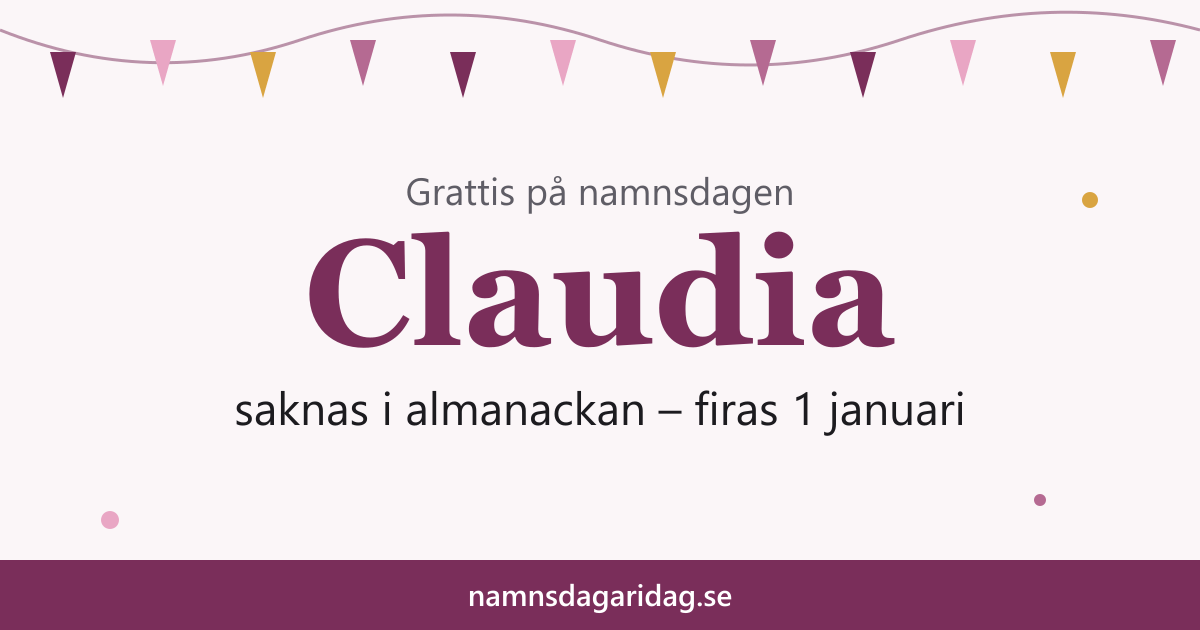 Grattis på namnsdagen
Claudia
saknas i almanackan – firas 1 januari
namnsdagaridag.se